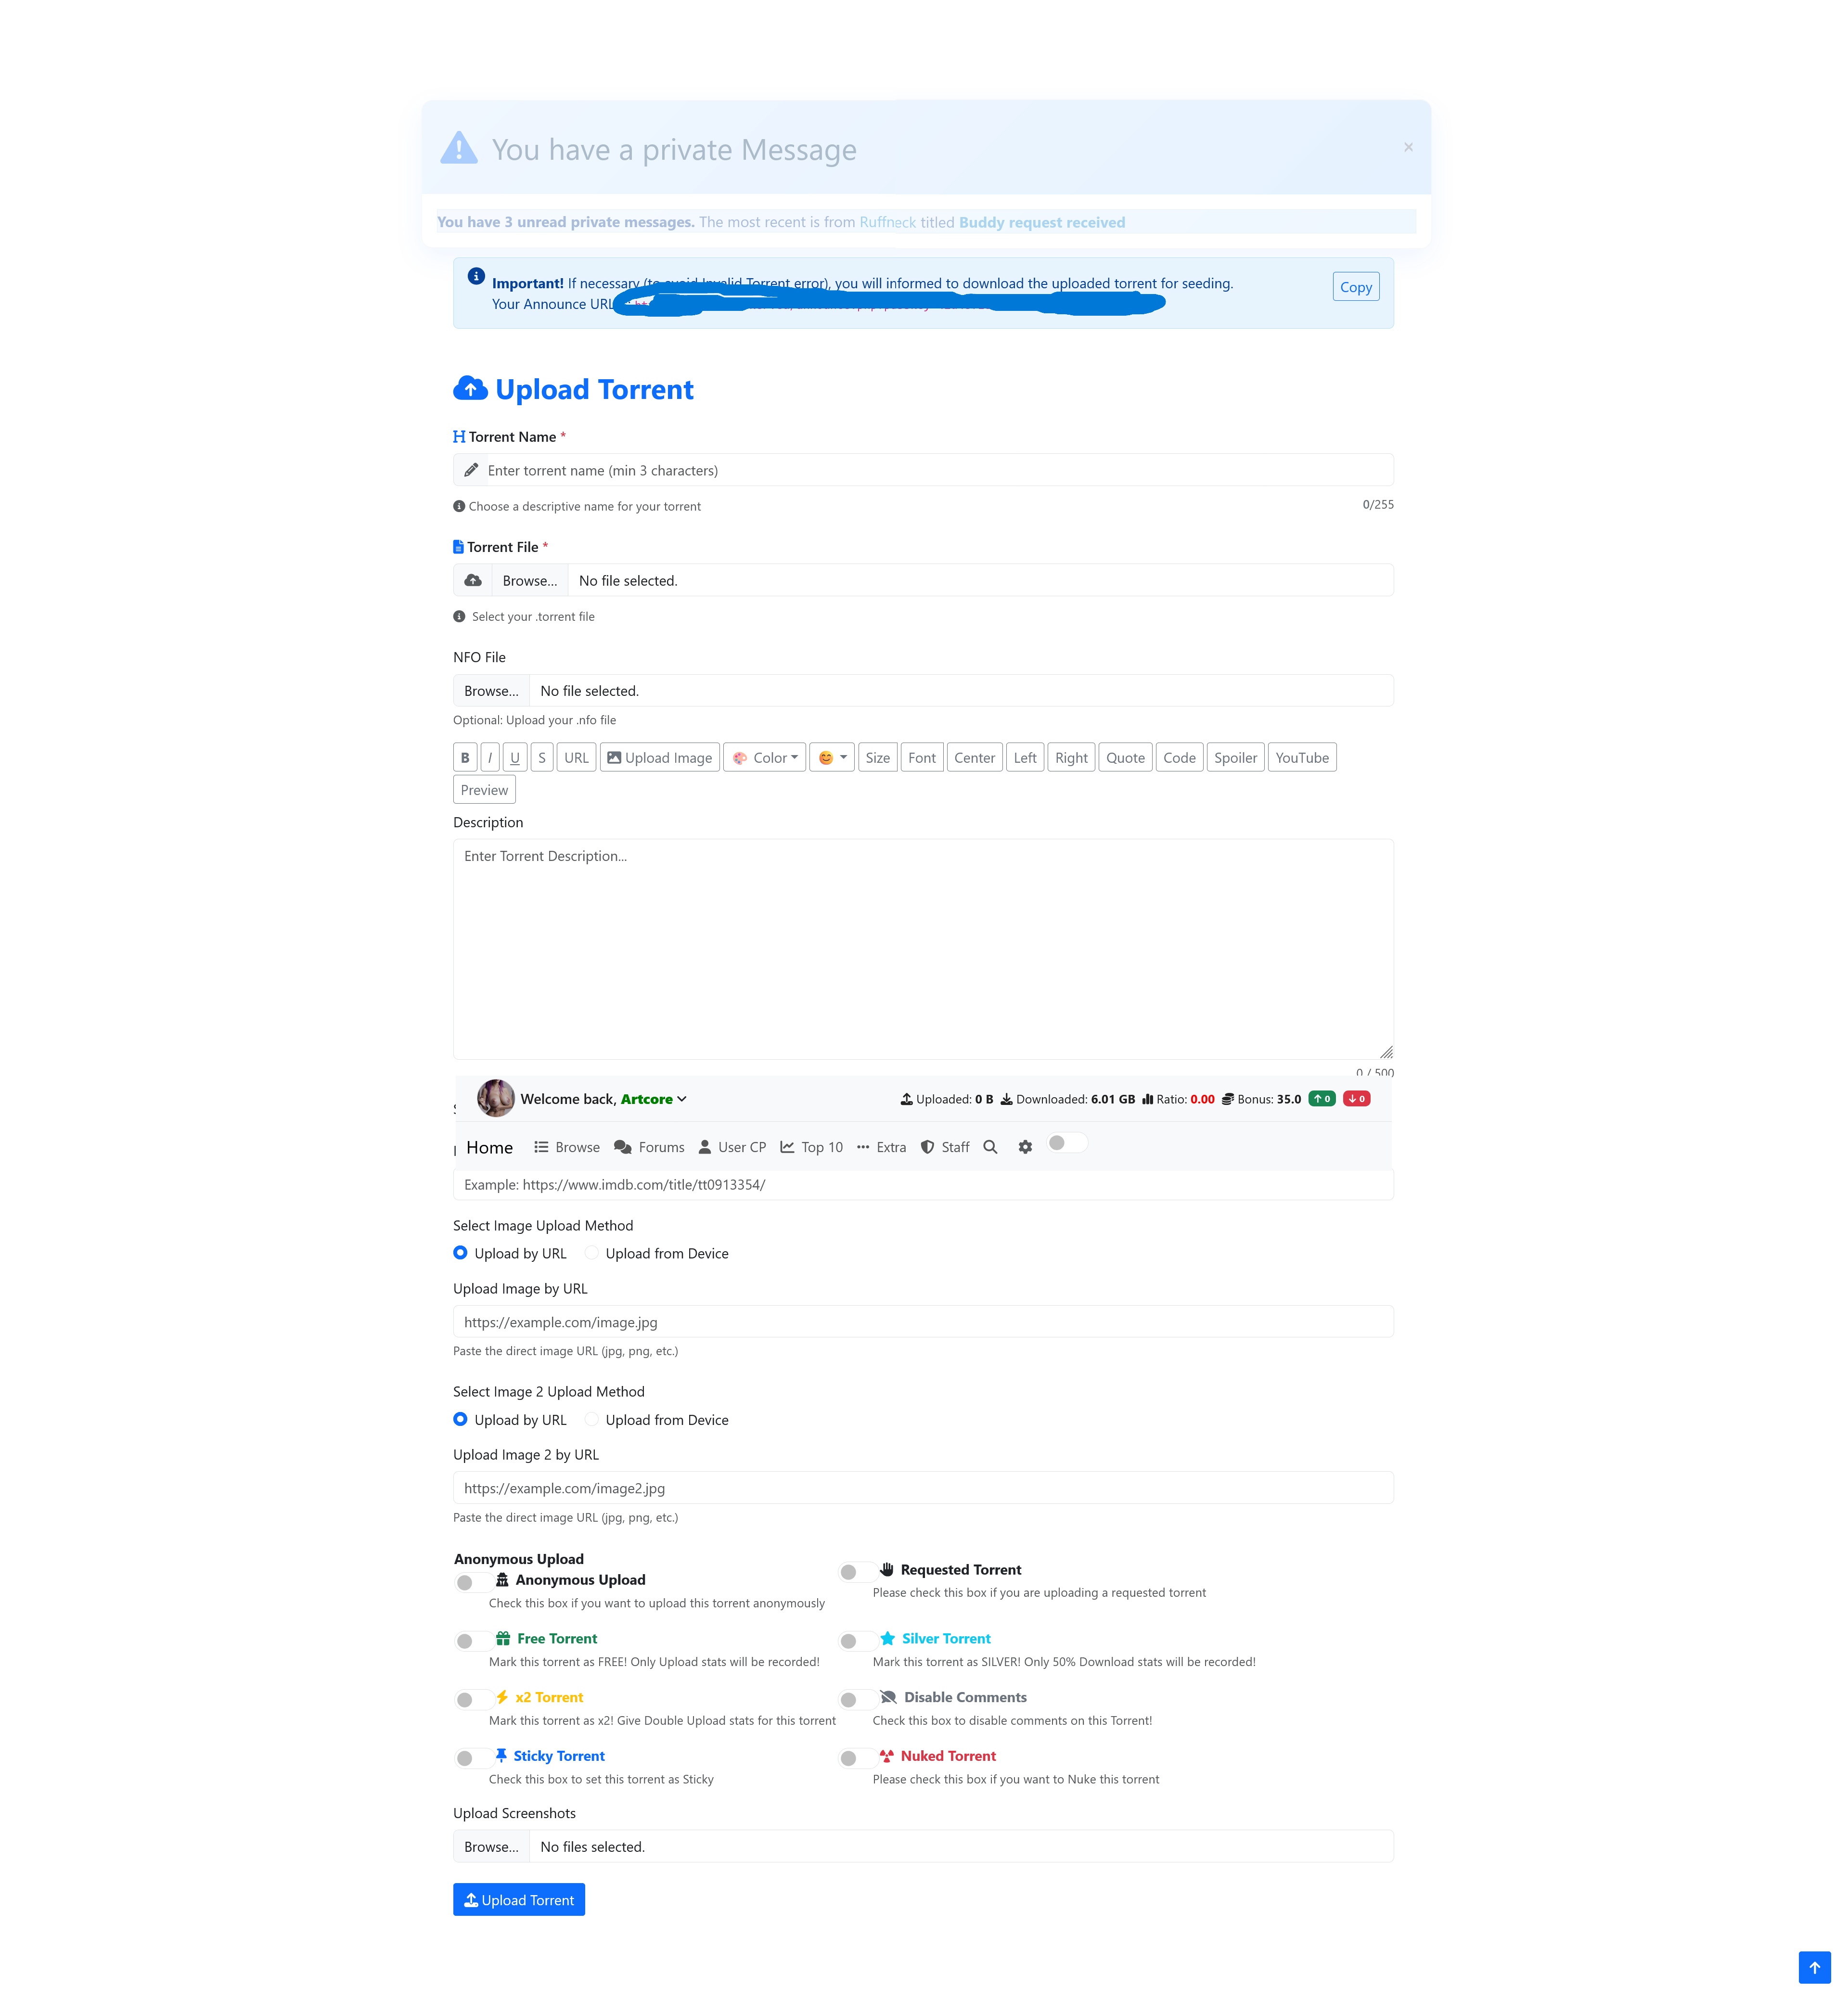 You have a private Message
×
You have 3 unread private messages. The most recent is from Ruffneck titled Buddy request received
Important! If necessary (to avoid Invalid Torrent error), you will informed to download the uploaded torrent for seeding.
Copy
Your Announce URL
Upload Torrent
Torrent Name *
Enter torrent name (min 3 characters)
Choose a descriptive name for your torrent
0/255
Torrent File *
Browse... No file selected.
Select your .torrent file
NFO File
Browse... No file selected.
Optional: Upload your .nfo file
B I U S URL Upload Image Color Size Font Center Left Right Quote Code Spoiler YouTube
Preview
Description
Enter Torrent Description...
0 / 500
Welcome back, Artcore Uploaded: 0 B Downloaded: 6.01 GB Ratio: 0.00 Bonus: 35.0 0 0
Home Browse Forums User CP Top 10 Extra Staff
Example: https://www.imdb.com/title/tt0913354/
Select Image Upload Method
Upload by URL Upload from Device
Upload Image by URL
https://example.com/image.jpg
Paste the direct image URL (jpg, png, etc.)
Select Image 2 Upload Method
Upload by URL Upload from Device
Upload Image 2 by URL
https://example.com/image2.jpg
Paste the direct image URL (jpg, png, etc.)
Anonymous Upload
Anonymous Upload
Check this box if you want to upload this torrent anonymously
Requested Torrent
Please check this box if you are uploading a requested torrent
Free Torrent
Mark this torrent as FREE! Only Upload stats will be recorded!
Silver Torrent
Mark this torrent as SILVER! Only 50% Download stats will be recorded!
x2 Torrent
Mark this torrent as x2! Give Double Upload stats for this torrent
Disable Comments
Check this box to disable comments on this Torrent!
Sticky Torrent
Check this box to set this torrent as Sticky
Nuked Torrent
Please check this box if you want to Nuke this torrent
Upload Screenshots
Browse... No files selected.
Upload Torrent